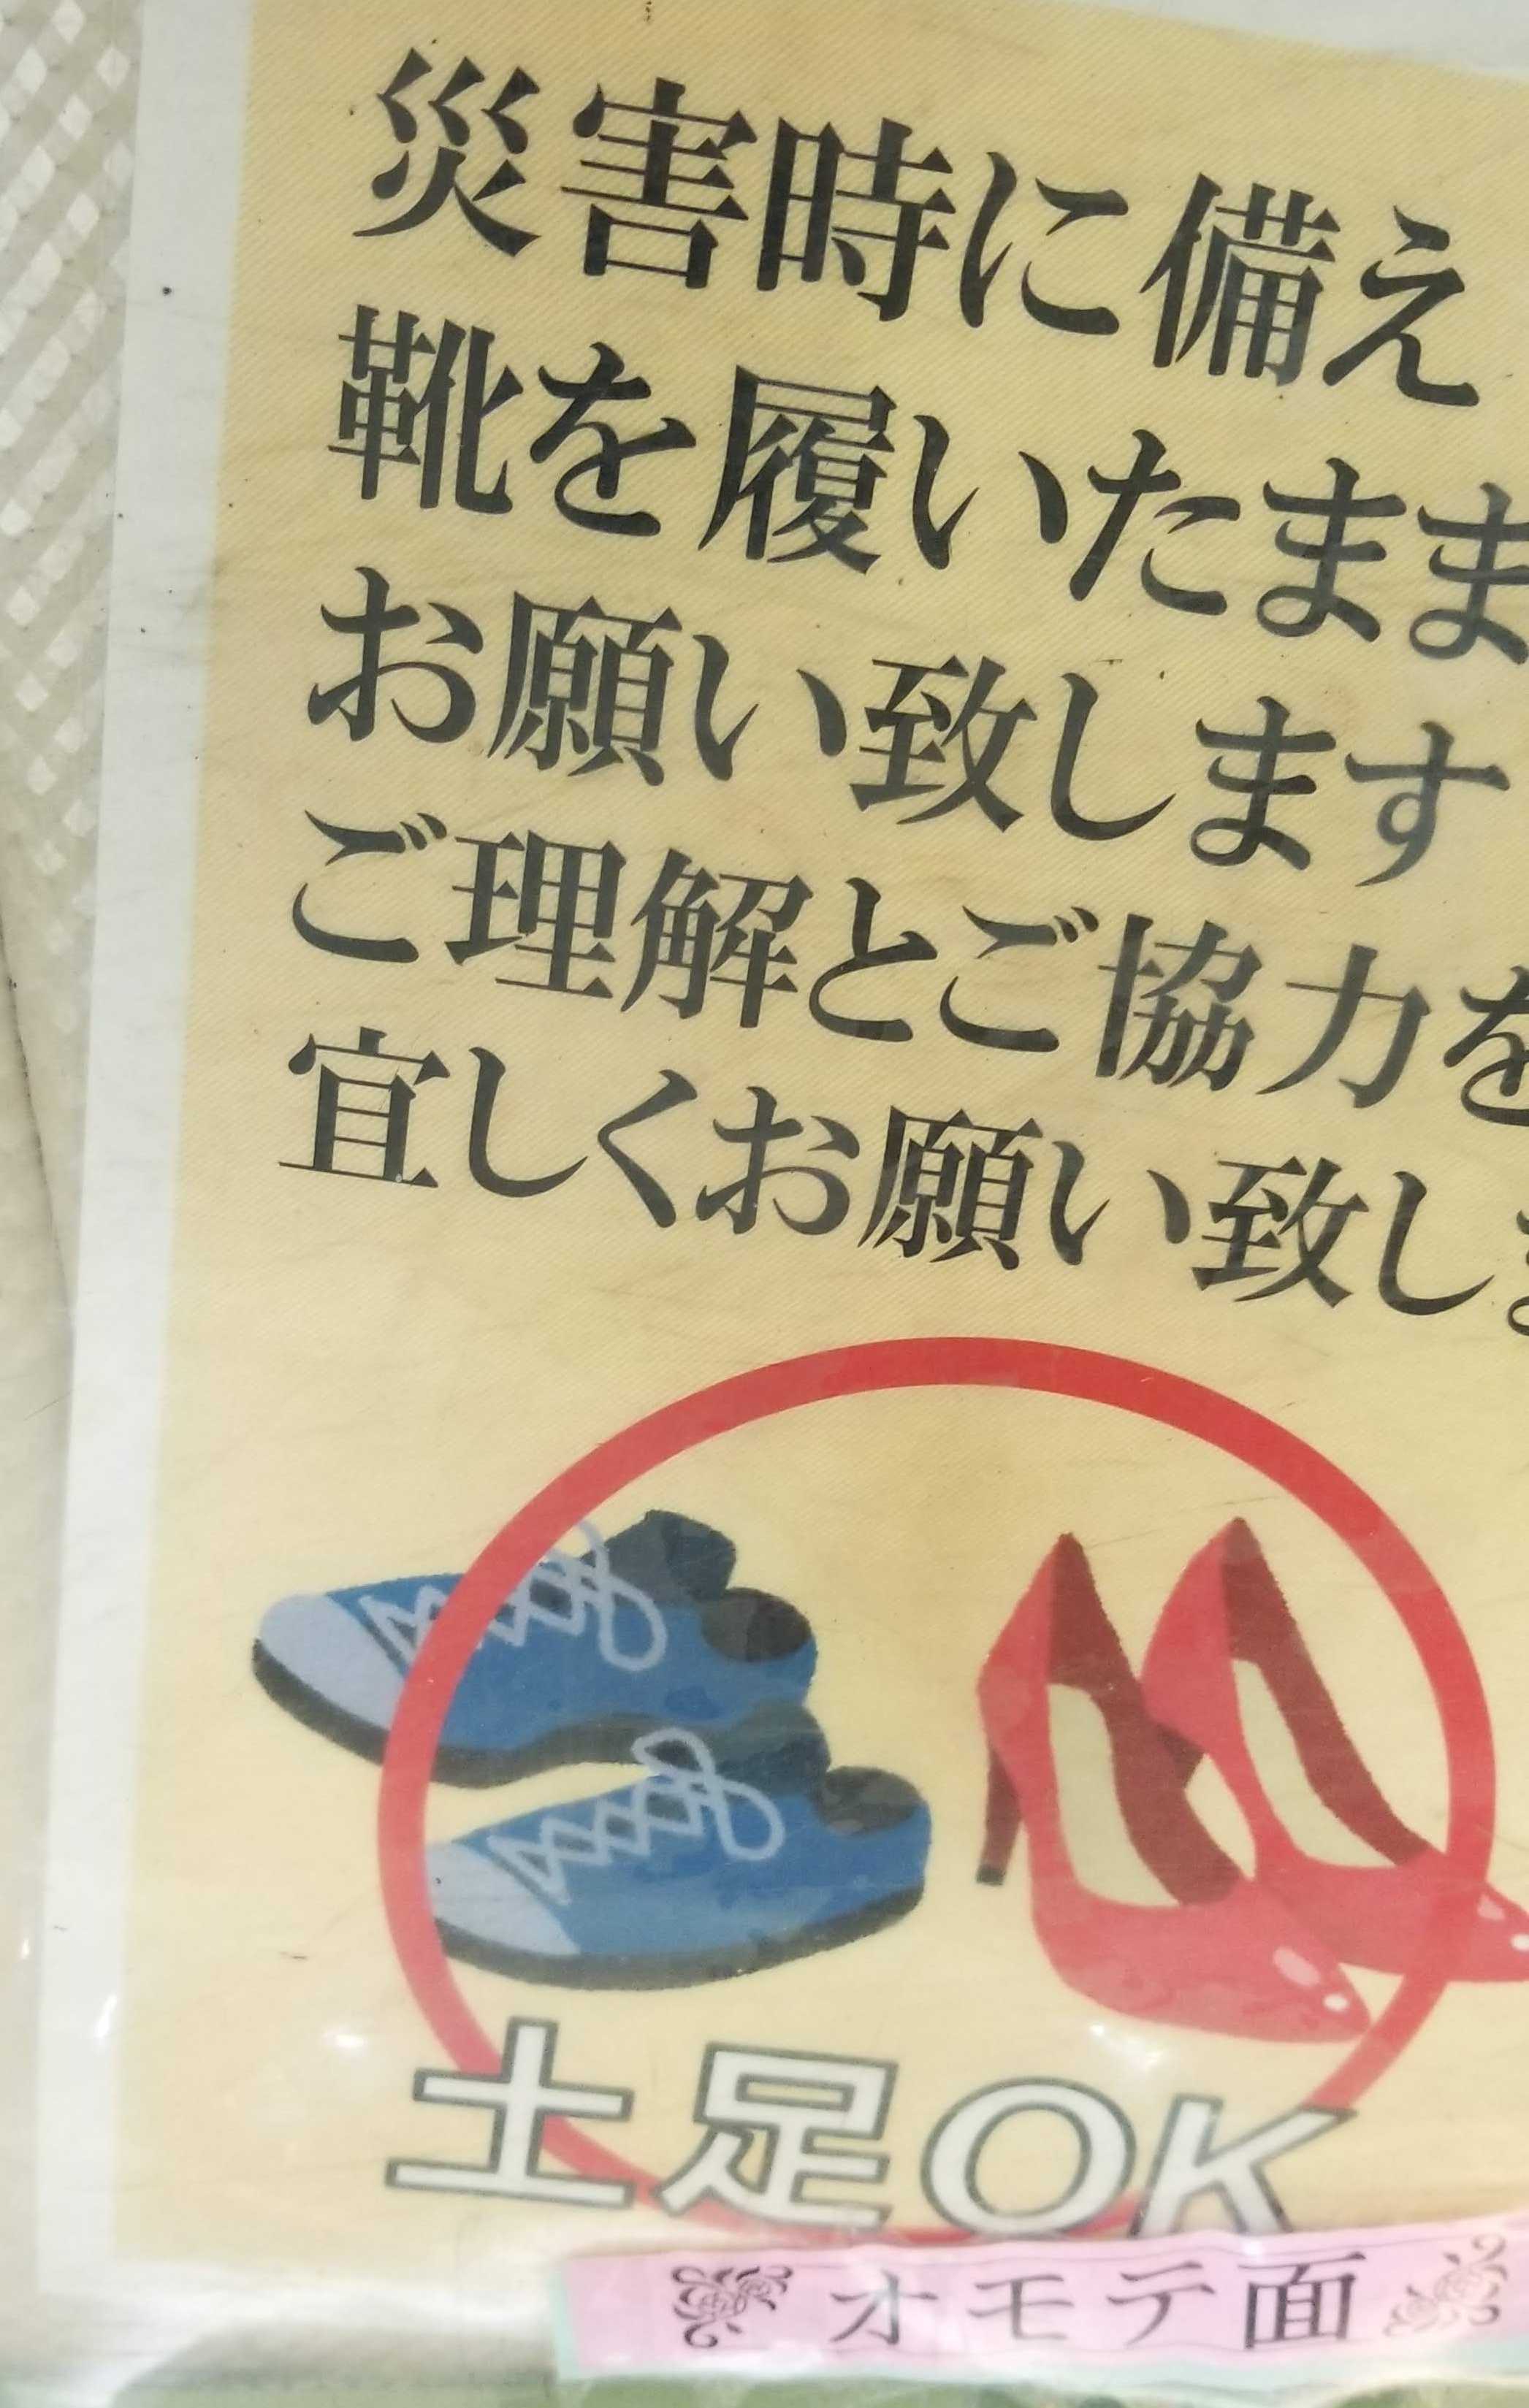 災害時に備え
靴を履いたまま
お願い致します
ご理解とご協力を
宜しくお願い致しま
土足OK
オモテ面